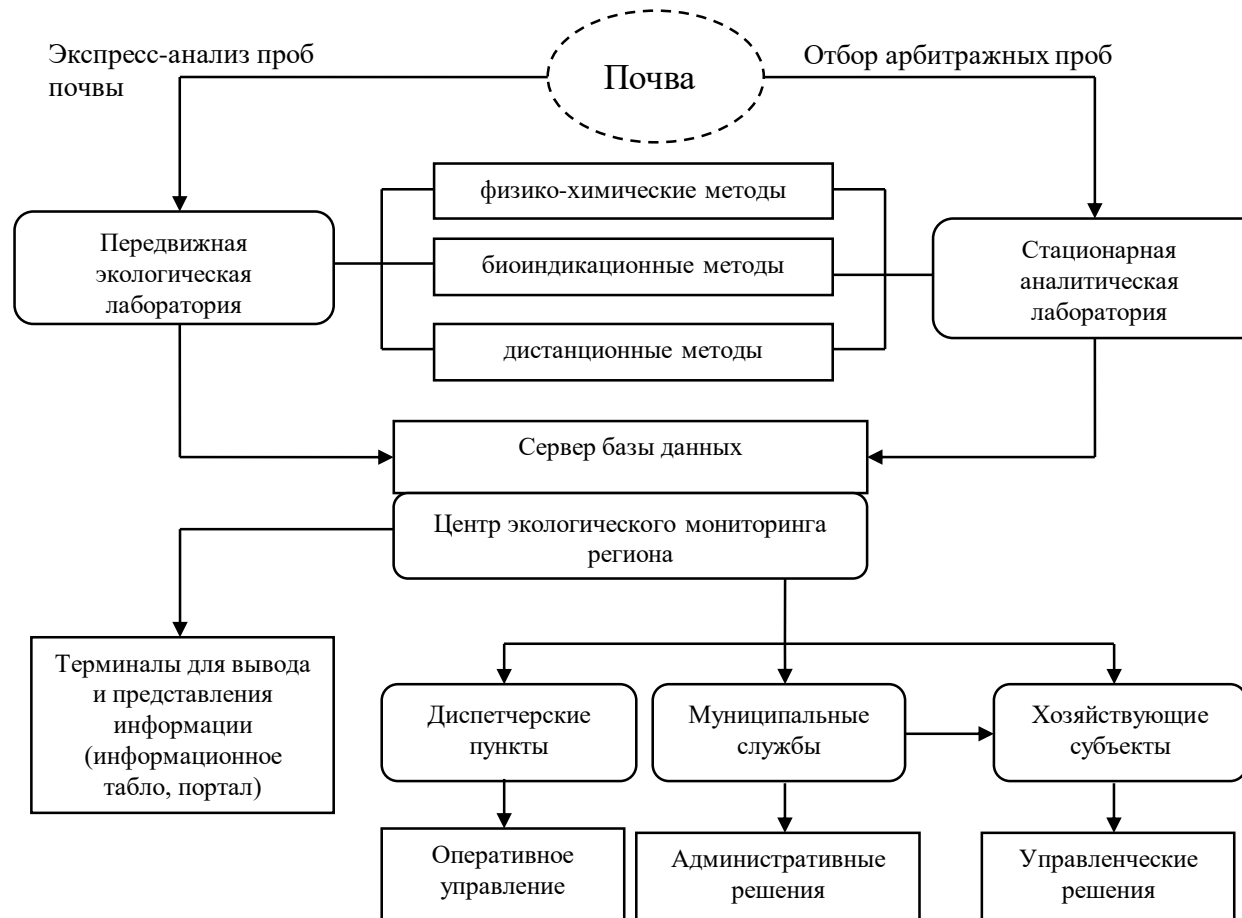 Экспресс-анализ проб
почвы
Почва
Отбор арбитражных проб
физико-химические методы
Передвижная
экологическая
лаборатория
биоиндикационные методы
Стационарная
аналитическая
лаборатория
дистанционные методы
Сервер базы данных
Центр экологического мониторинга
региона
Терминалы для вывода
и представления
информации
(информационное
табло, портал)
Диспетчерские
пункты
Муниципальные
службы
Хозяйствующие
субъекты
Оперативное
управление
Административные
решения
Управленческие
решения